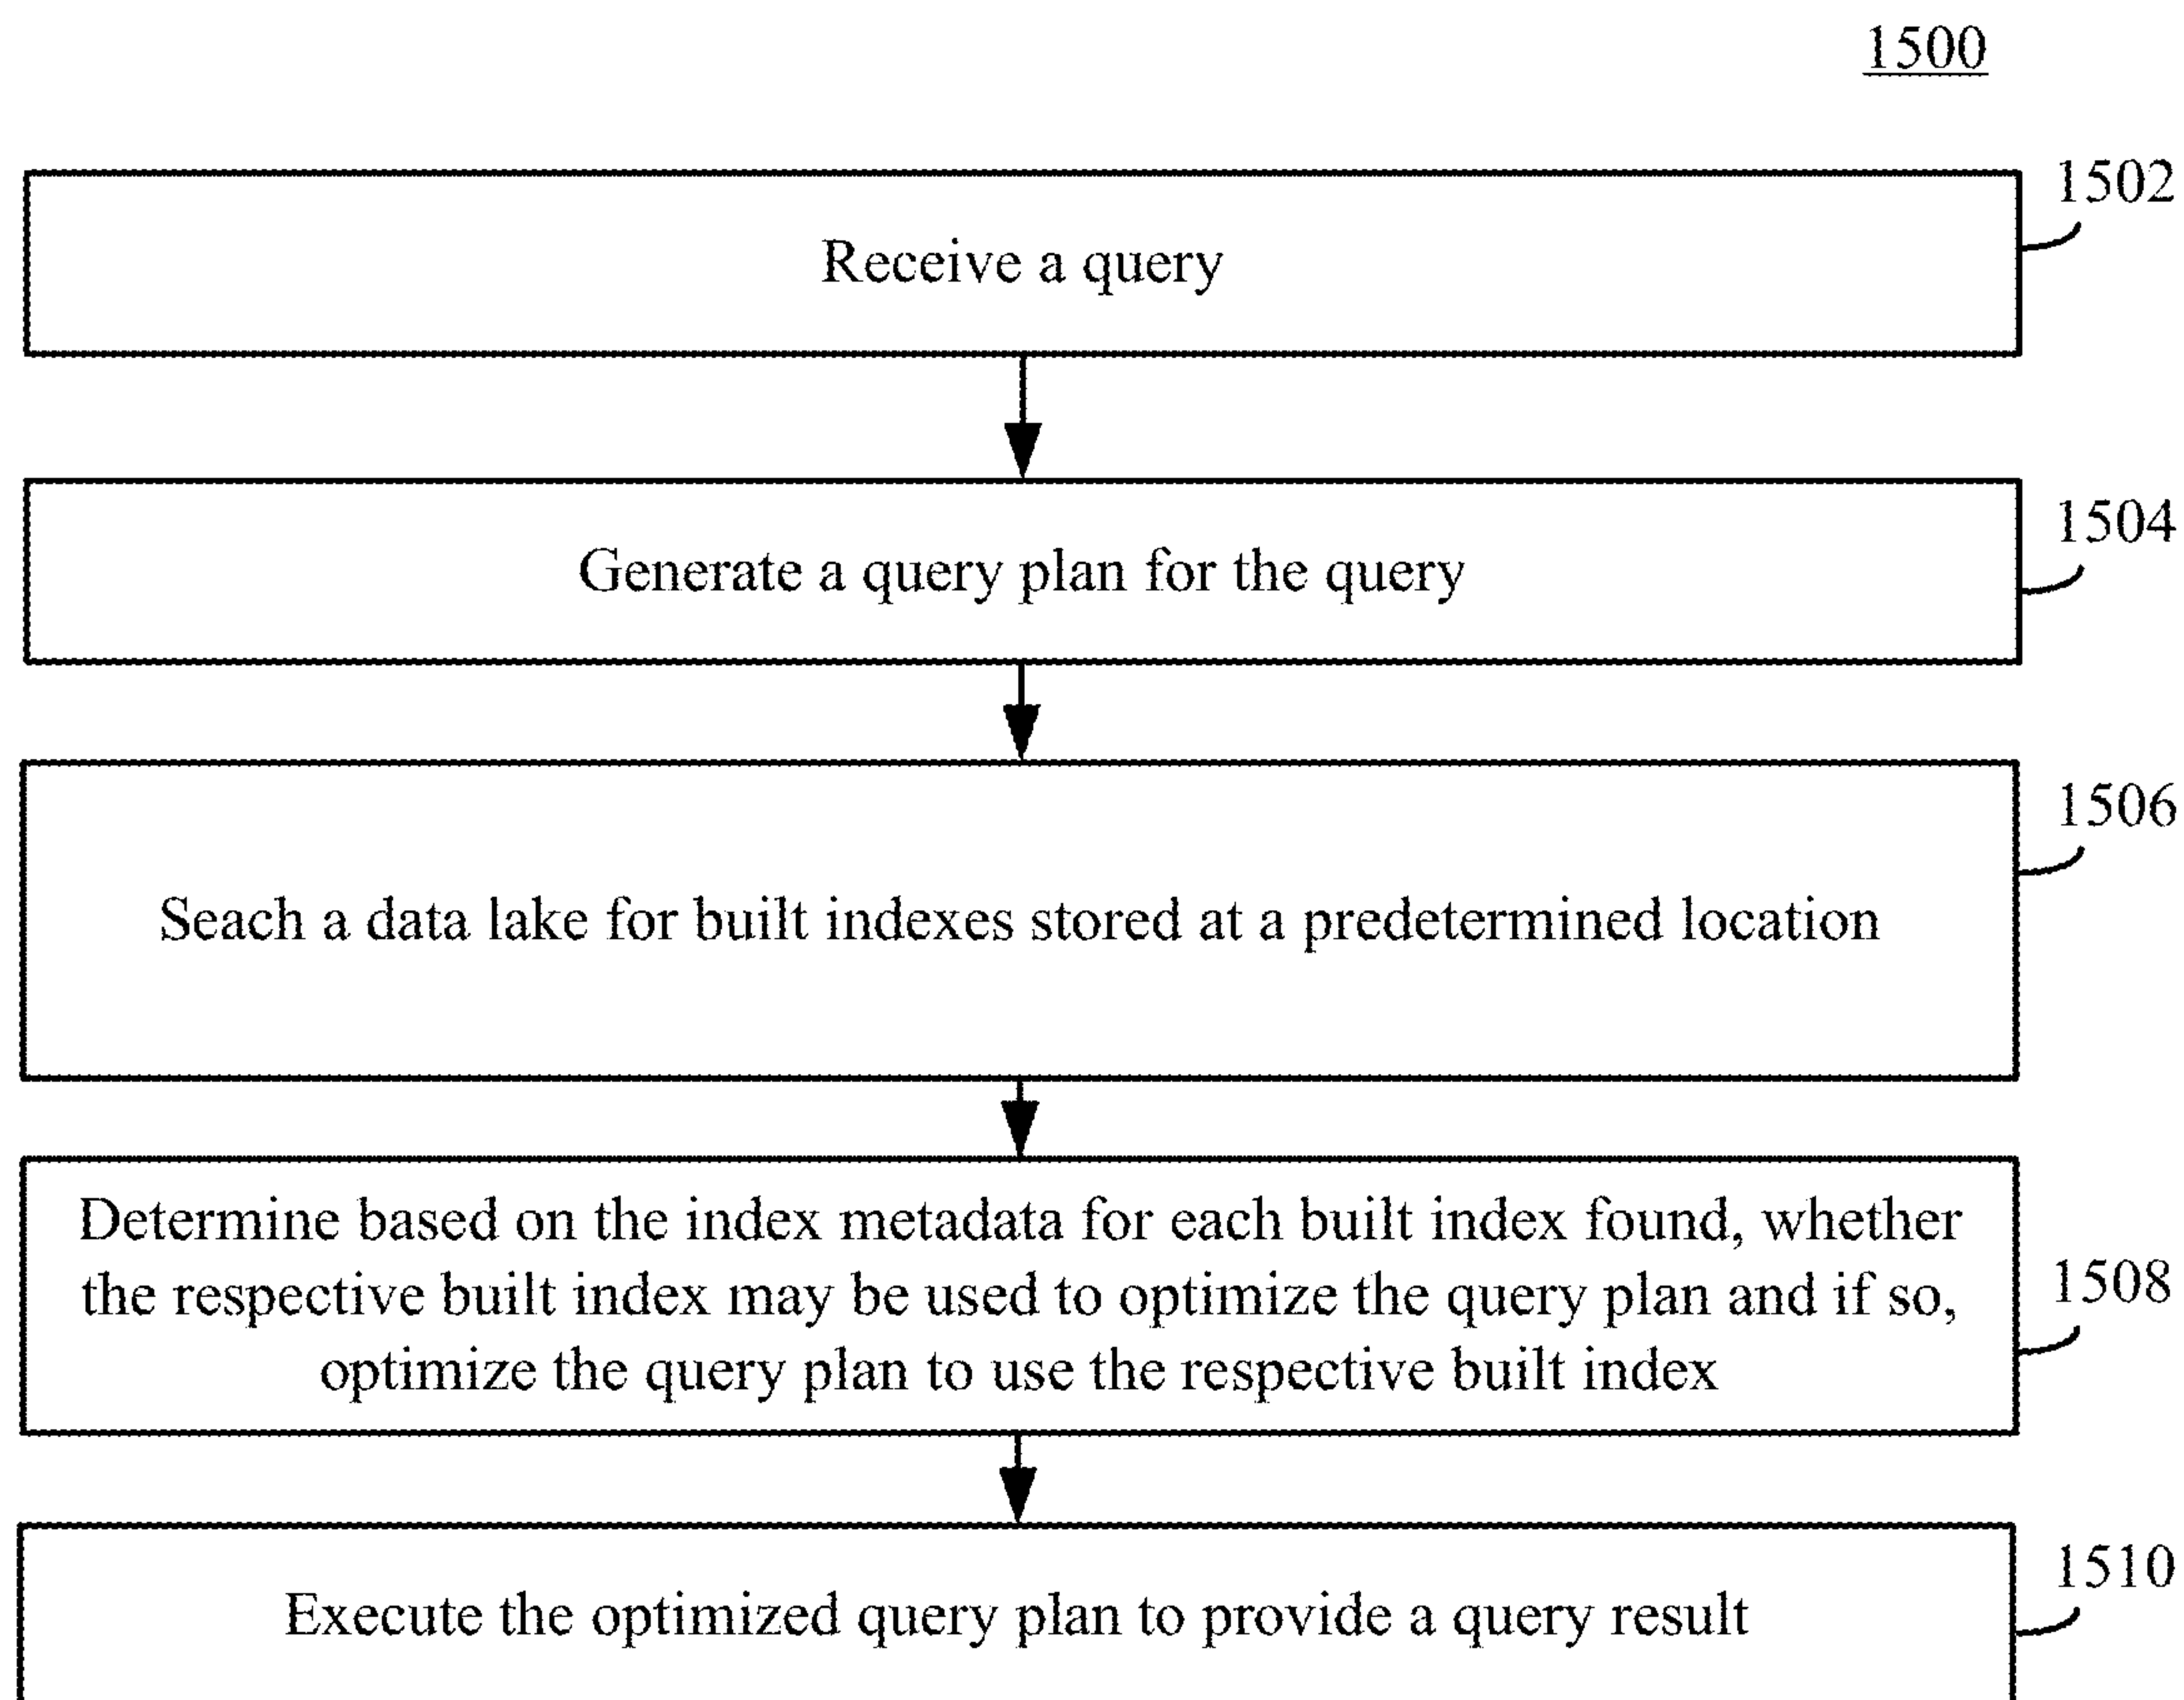 1500
1502
Receive a query
1504
Generate a query plan for the query
1506
Seach a data lake for built indexes stored at a predetermined location
Determine based on the index metadata for each built index found, whether
the respective built index may be used to optimize the query plan and if so,
optimize the query plan to use the respective built index
1508
1510
Execute the optimized query plan to provide a query result